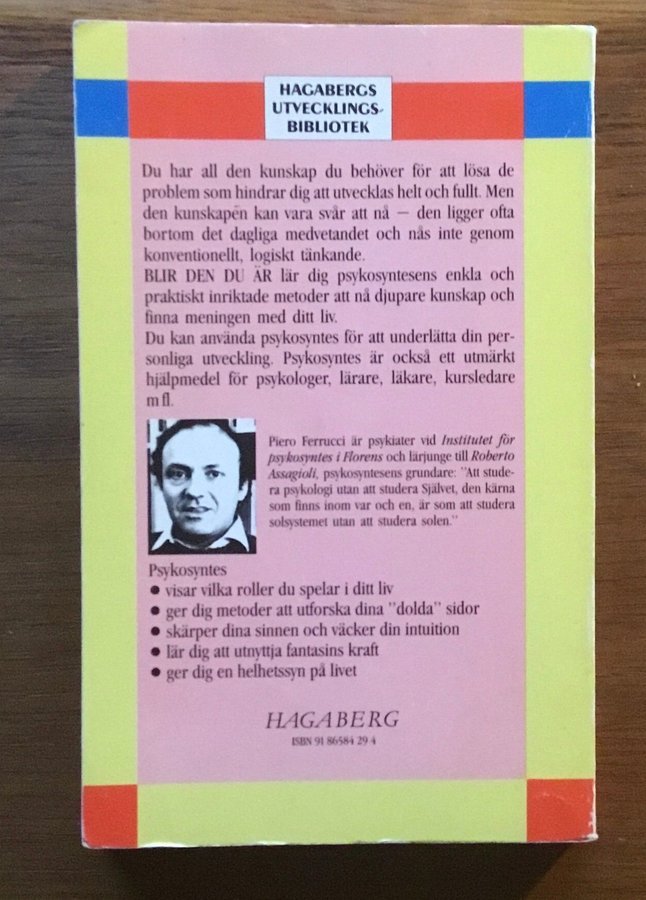 HAGABERGS
UTVECKLINGS-
BIBLIOTEK
Du har all den kunskap du behöver för att lösa de
problem som hindrar dig att utvecklas helt och fullt. Men
den kunskapen kan vara svår att nå — den ligger ofta
bortom det dagliga medvetandet och nås inte genom
konventionellt, logiskt tänkande.
BLIR DEN DU ÄR lär dig psykosyntesens enkla och
praktiskt inriktade metoder att nå djupare kunskap och
finna meningen med ditt liv.
Du kan använda psykosyntes för att underlätta din per-
sonliga utveckling. Psykosyntes är också ett utmärkt
hjälpmedel för psykologer, lärare, läkare, kursledare
m fl.
Piero Ferrucci är psykiater vid Institutet för
psykosyntes i Florens och lärjunge till Roberto
Assagioli, psykosyntesens grundare: "Att stude-
ra psykologi utan att studera Självet, den kärna
som finns inom var och en, är som att studera
solsystemet utan att studera solen."
Psykosyntes
● visar vilka roller du spelar i ditt liv
● ger dig metoder att utforska dina "dolda" sidor
● skärper dina sinnen och väcker din intuition
● lär dig att utnyttja fantasins kraft
● ger dig en helhetssyn på livet
HAGABERG
ISBN 91 86584 29 4